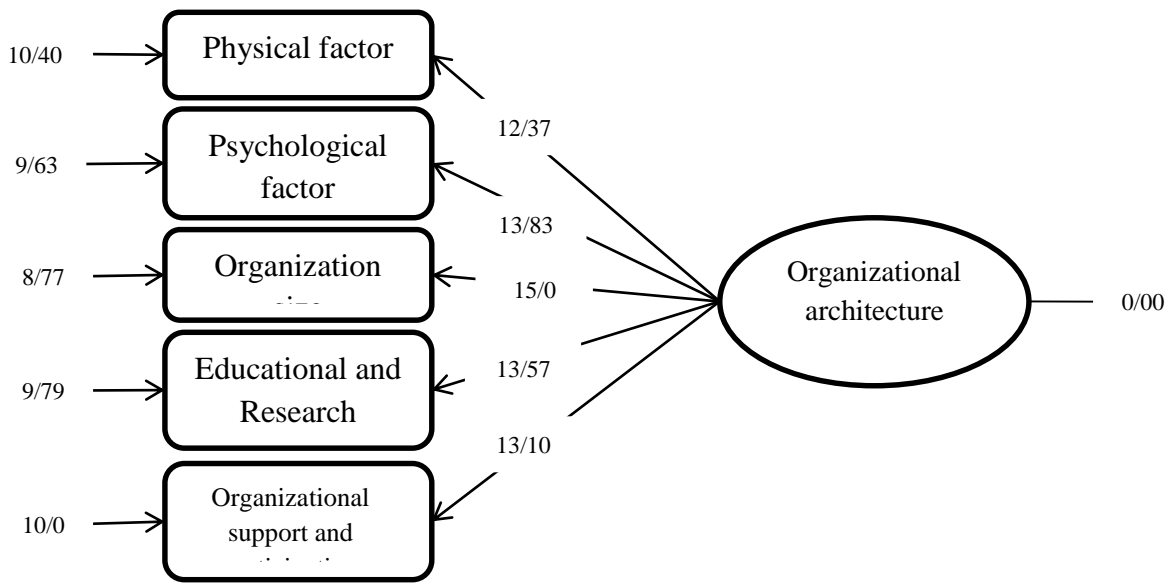 Physical factor
10/40
12/37
Psychological
factor
9/63
13/83
Organization
8/77
15/0
Organizational
architecture
0/00
Educational and
Research
9/79
13/57
13/10
Organizational
support and
10/0